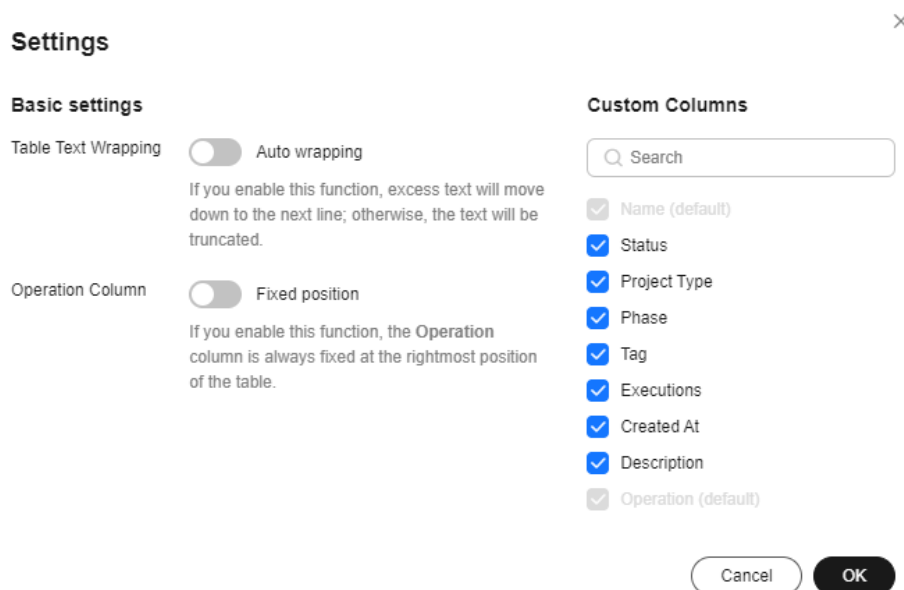 Settings
Basic settings
Table Text Wrapping
Auto wrapping
If you enable this function, excess text will move
down to the next line; otherwise, the text will be
truncated.
Operation Column
Fixed position
If you enable this function, the Operation
column is always fixed at the rightmost position
of the table.
Custom Columns
Search
Name (default)
Status
Project Type
Phase
Tag
Executions
Created At
Description
Operation (default)
Cancel
OK